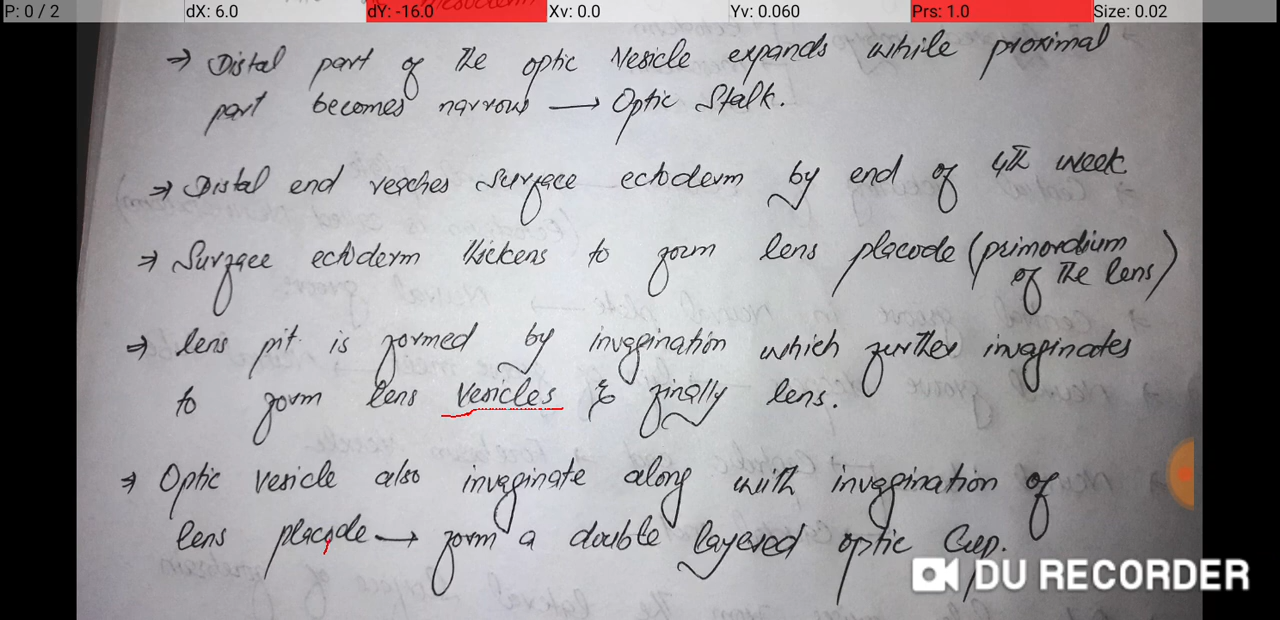 P: 0 / 2 dX: 6.0 dY: -16.0 Xv: 0.0 Yv: 0.060 Prs: 1.0 Size: 0.02
→ Distal part of the optic vesicle expands while proximal
part becomes narrow → Optic Stalk.
→ Distal end reaches surface ectoderm by end of 4th week
→ Surface ectoderm thickens to form lens placode (primordium
of the lens)
→ lens pit is formed by invagination which further invaginates
to form lens vesicles & finally lens.
→ Optic vesicle also invaginate along with invagination of
lens placode → form a double layered optic Cup.
DU RECORDER